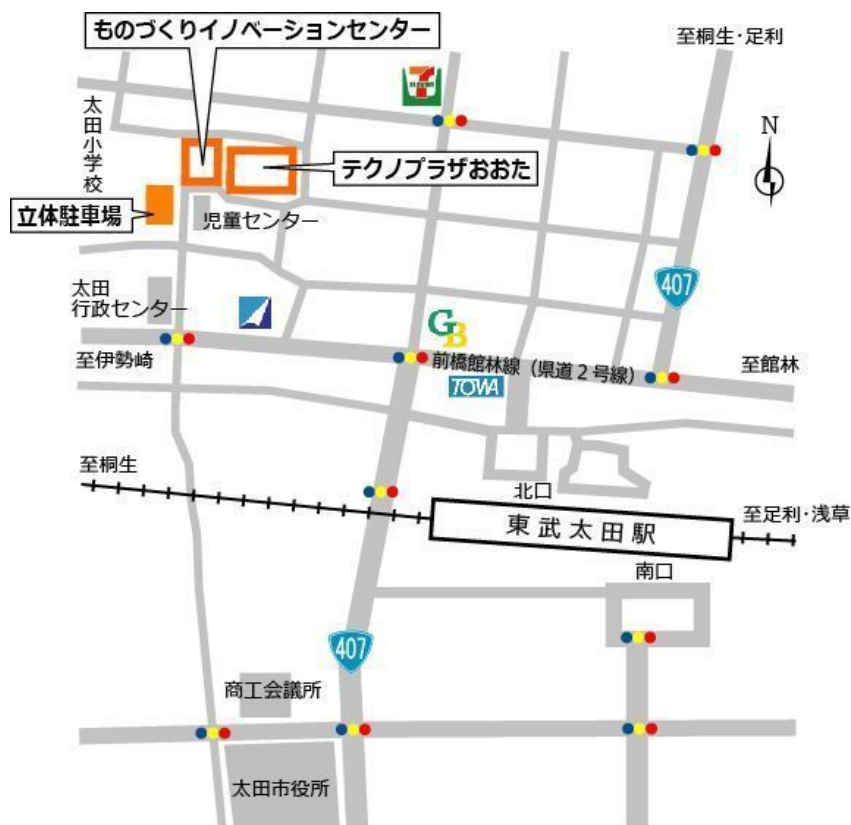 ものづくりイノベーションセンター
至桐生・足利
太田小学校
N
テクノプラザおおた
立体駐車場
児童センター
407
太田
行政センター
GB
至伊勢崎
前橋館林線（県道２号線）
至館林
TOWA
至桐生
北口
東武太田駅
至足利・浅草
南口
407
商工会議所
太田市役所